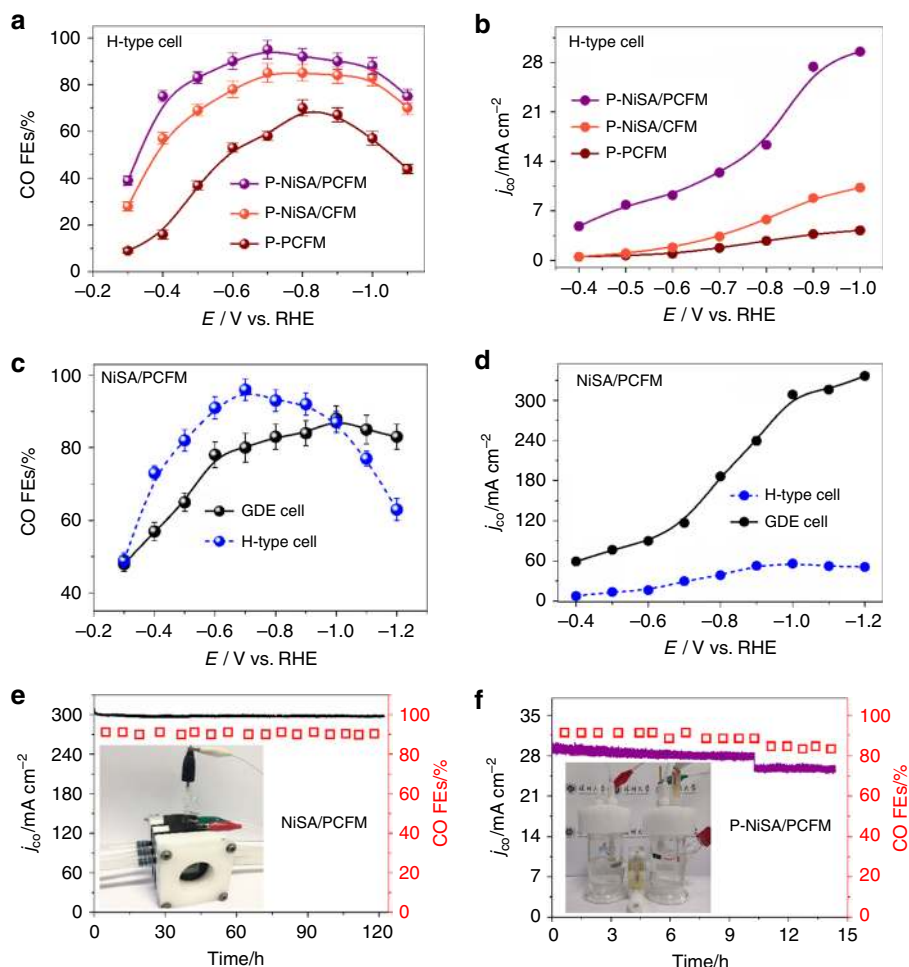 a
H-type cell
100
80
60
40
20
0
CO FEs/%
P-NiSA/PCFM
P-NiSA/CFM
P-PCFM
−0.2 −0.4 −0.6 −0.8 −1.0
E / V vs. RHE
b
H-type cell
28
21
14
7
0
jCO/mA cm−2
P-NiSA/PCFM
P-NiSA/CFM
P-PCFM
−0.4 −0.5 −0.6 −0.7 −0.8 −0.9 −1.0
E / V vs. RHE
c
NiSA/PCFM
100
80
60
40
CO FEs/%
GDE cell
H-type cell
−0.2 −0.4 −0.6 −0.8 −1.0 −1.2
E / V vs. RHE
d
NiSA/PCFM
300
240
180
120
60
0
jco/mA cm−2
H-type cell
GDE cell
−0.4 −0.6 −0.8 −1.0 −1.2
E / V vs. RHE
e
300
240
180
120
60
0
jco/mA cm−2
100
80
60
40
20
0
CO FEs/%
NiSA/PCFM
0 30 60 90 120
Time/h
f
35
28
21
14
7
0
jco/mA cm−2
100
80
60
40
20
0
CO FEs/%
P-NiSA/PCFM
0 3 6 9 12 15
Time/h